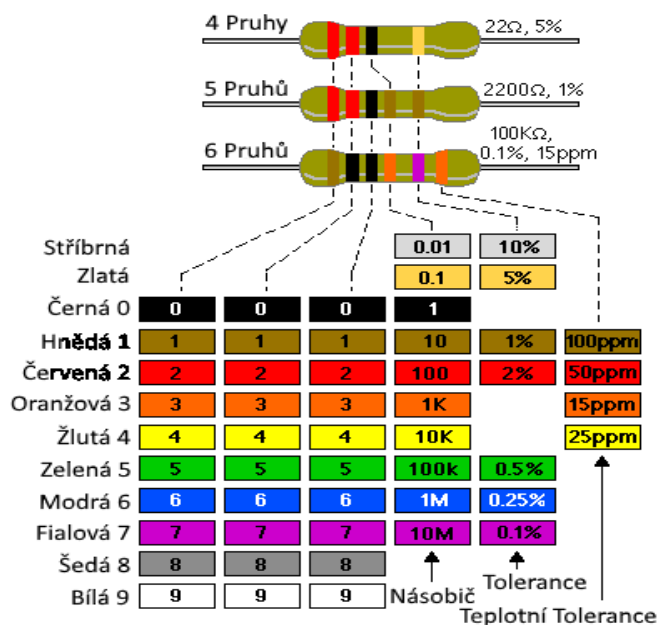 4 Pruhy
22Ω, 5%
5 Pruhů
2200Ω, 1%
6 Pruhů
100KΩ,
0.1%, 15ppm
Stříbrná 0.01 10%
Zlatá 0.1 5%
Černá 0 0 0 0 1
Hnědá 1 1 1 1 10 1% 100ppm
Červená 2 2 2 2 100 2% 50ppm
Oranžová 3 3 3 3 1K 15ppm
Žlutá 4 4 4 4 10K 25ppm
Zelená 5 5 5 5 100k 0.5%
Modrá 6 6 6 6 1M 0.25%
Fialová 7 7 7 7 10M 0.1%
Šedá 8 8 8 8
Bílá 9 9 9 9
Násobič
Tolerance
Teplotní Tolerance